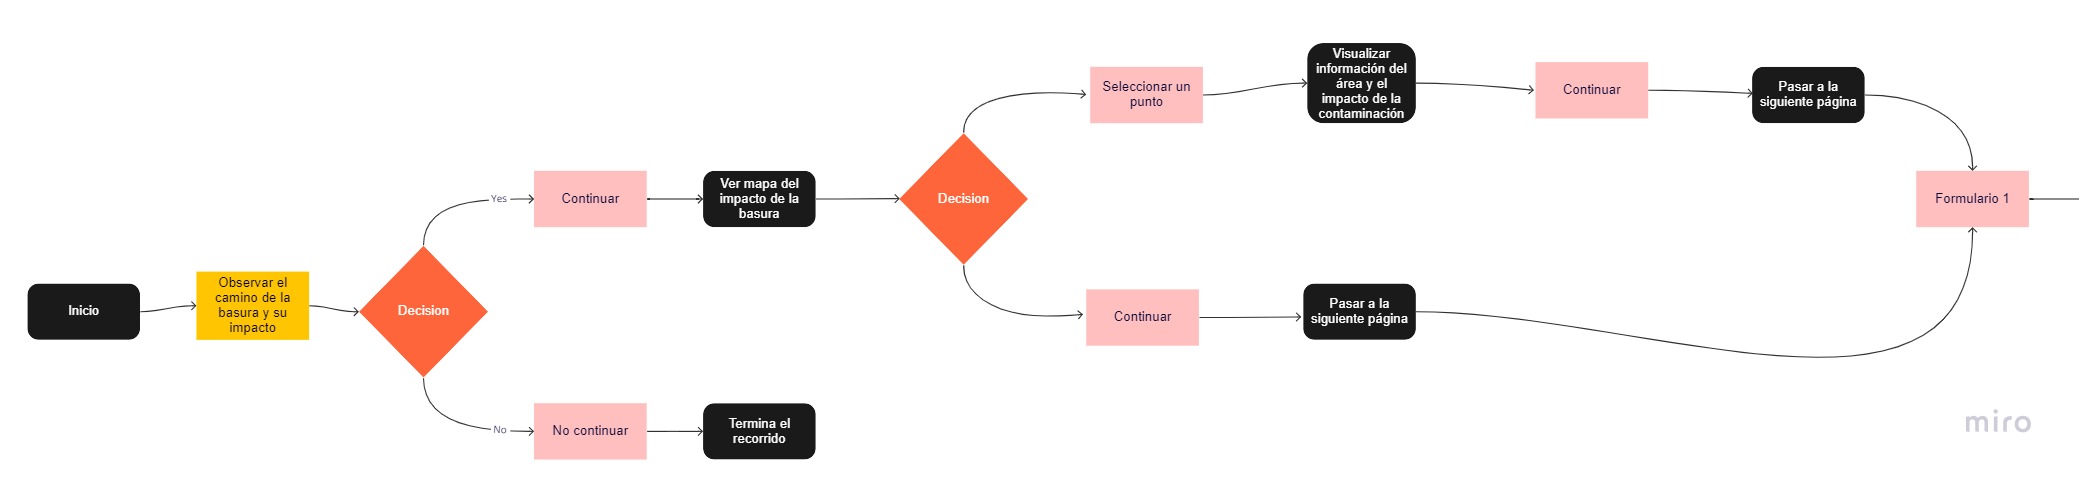 Inicio
Observar el
camino de la
basura y su
impacto
Decision
Yes
Continuar
Ver mapa del
impacto de la
basura
No
No continuar
Termina el
recorrido
Decision
Seleccionar un
punto
Visualizar
información del
área y el
impacto de la
contaminación
Continuar
Pasar a la
siguiente página
Continuar
Pasar a la
siguiente página
Formulario 1
miro